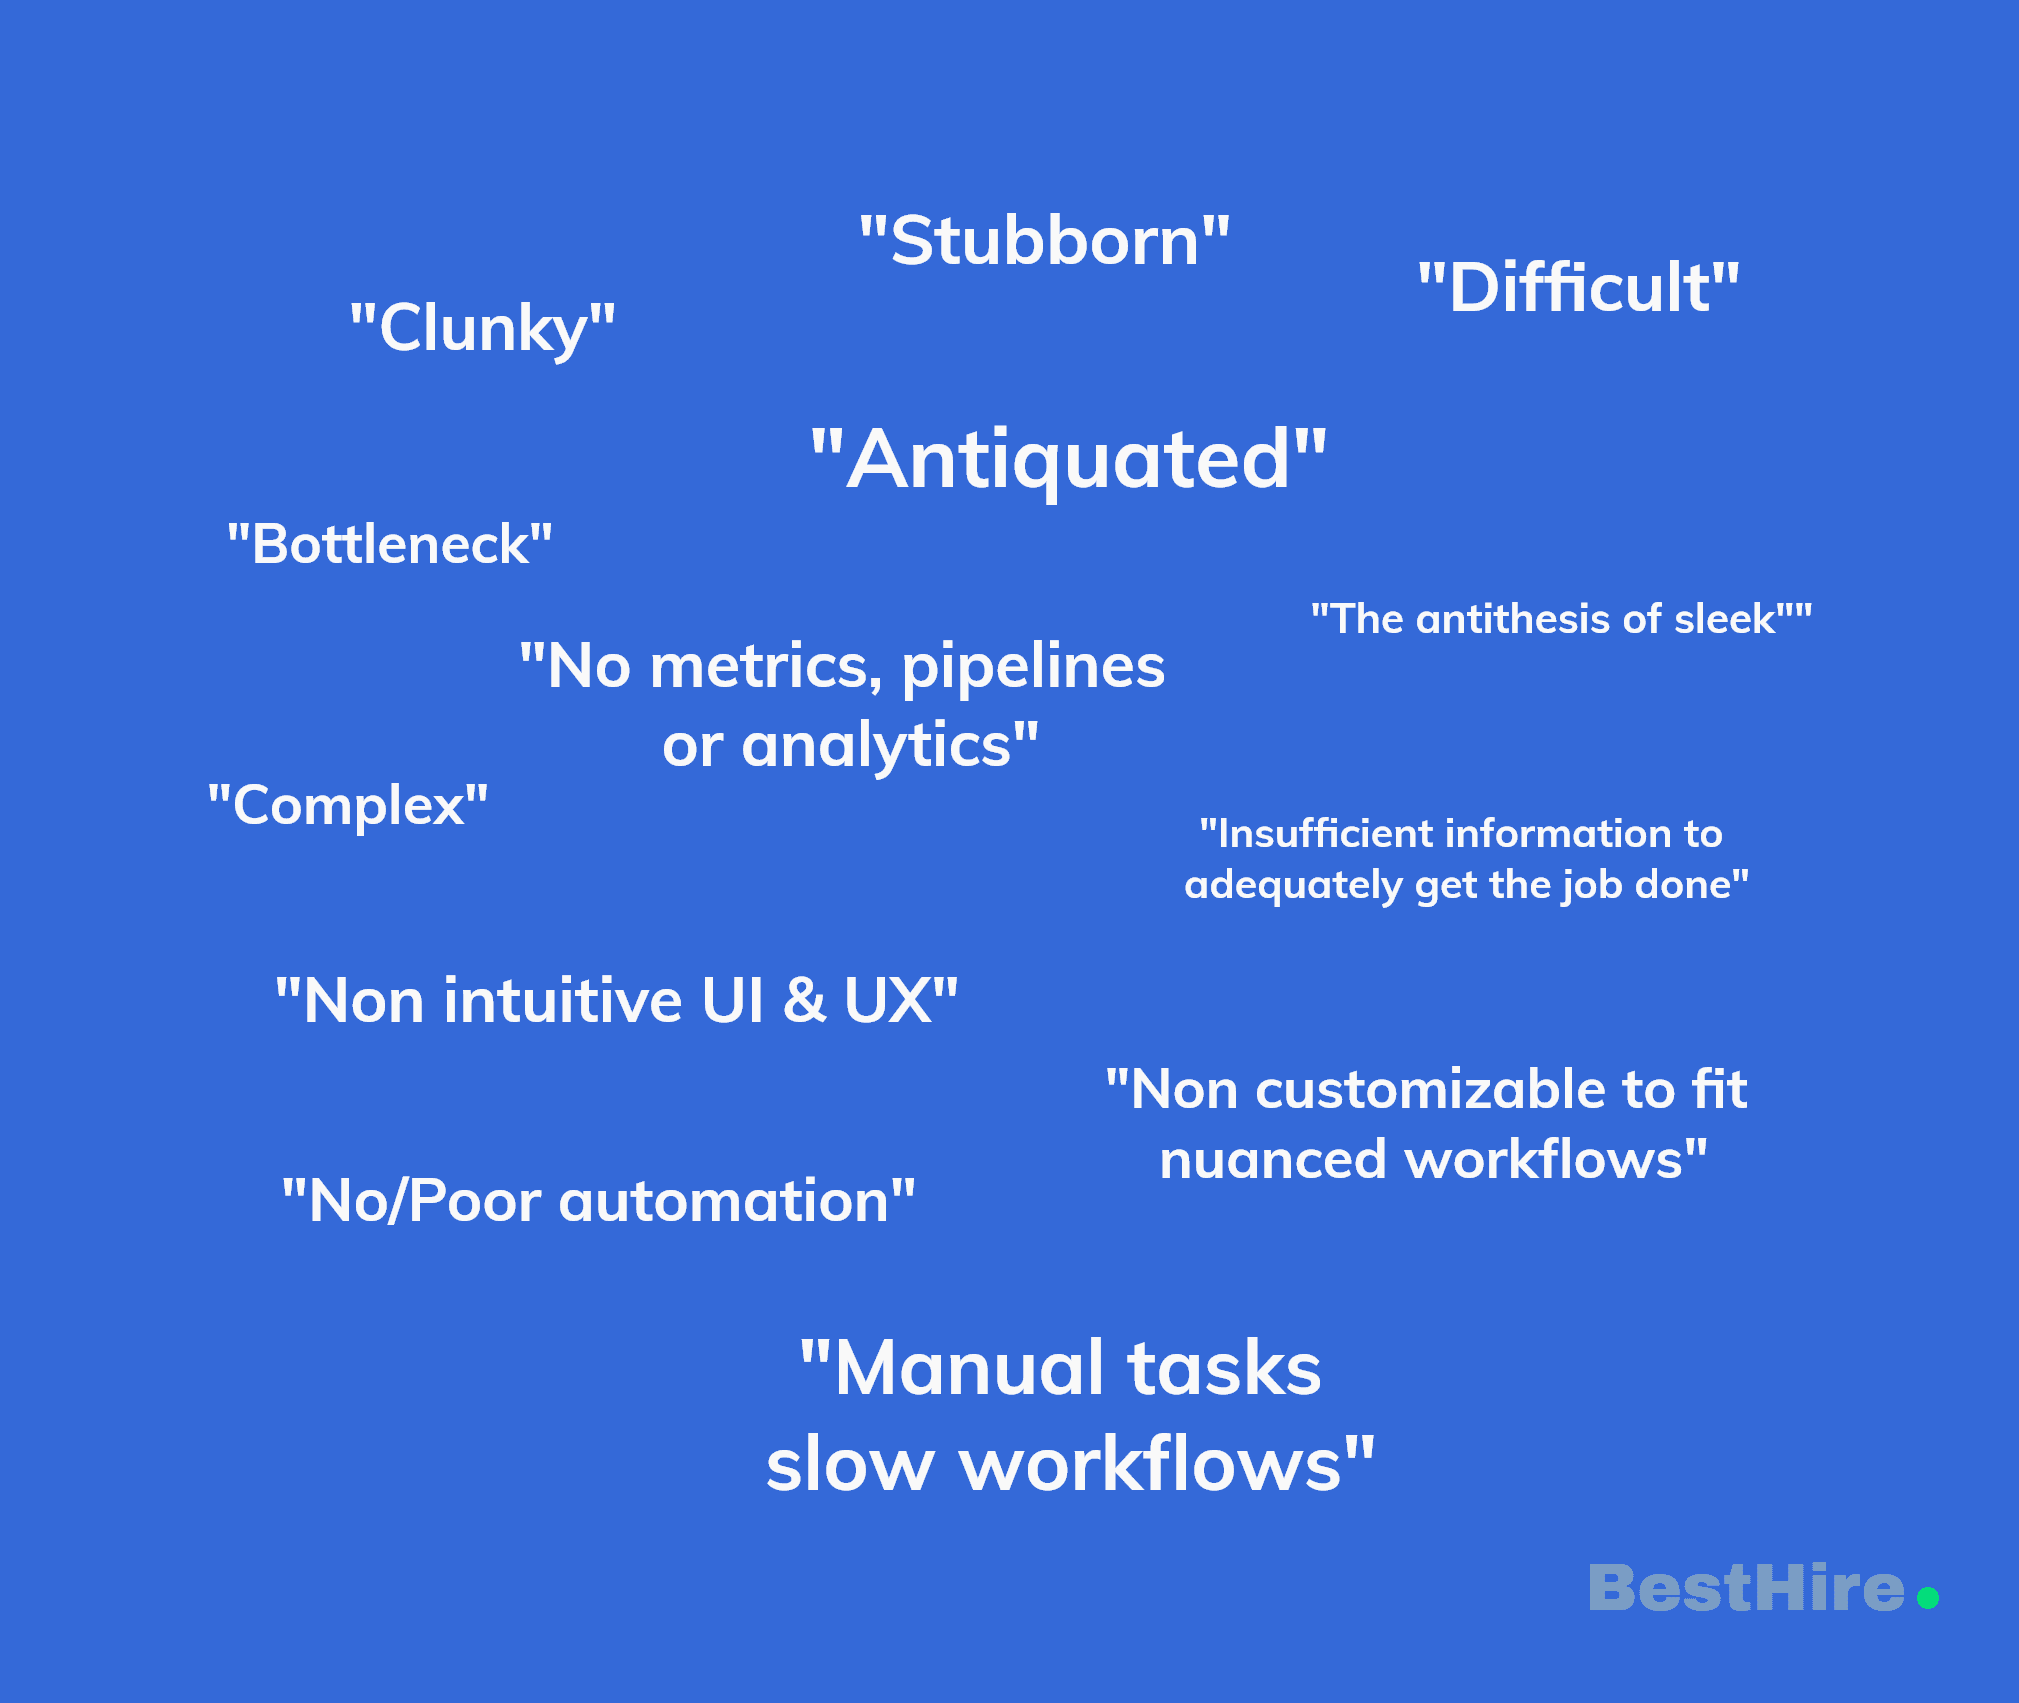 "Stubborn"
"Difficult"
"Clunky"
"Antiquated"
"Bottleneck"
"The antithesis of sleek""
"No metrics, pipelines
or analytics"
"Complex"
"Insufficient information to
adequately get the job done"
"Non intuitive UI & UX"
"Non customizable to fit
nuanced workflows"
"No/Poor automation"
"Manual tasks
slow workflows"
BestHire.